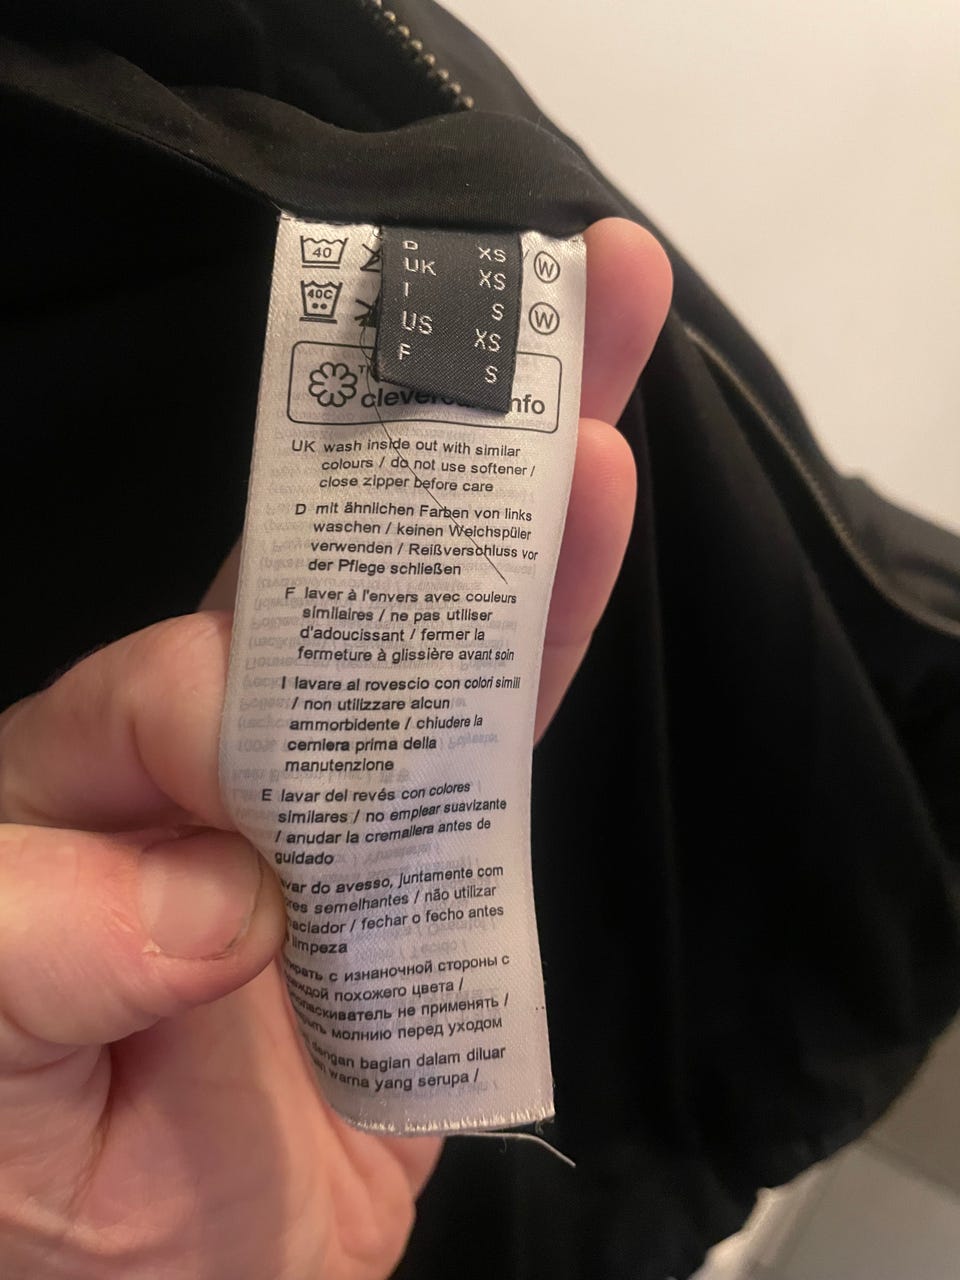 40
W
40C
W
D XS
UK XS
I S
US XS
F S
TM
UK wash inside out with similar
colours / do not use softener /
close zipper before care
D mit ähnlichen Farben von links
waschen / keinen Weichspüler
verwenden / Reißverschluss vor
der Pflege schließen
F laver à l'envers avec couleurs
similaires / ne pas utiliser
d'adoucissant / fermer la
fermeture à glissière avant soin
I lavare al rovescio con colori simili
/ non utilizzare alcun
ammorbidente / chiudere la
cerniera prima della
manutenzione
E lavar del revés con colores
similares / no emplear suavizante
/ anudar la cremallera antes de
guidado
do avesso, juntamente com
semelhantes / não utilizar
/ fechar o fecho antes
limpeza
с изнаночной стороны с
похожего цвета /
не применять /
молнию перед уходом
dengan bagian dalam diluar
warna yang serupa /